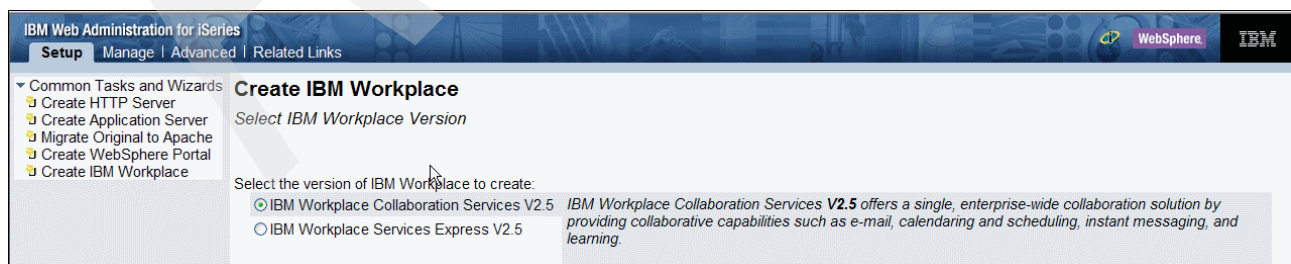 IBM Web Administration for iSeries
Setup Manage | Advanced | Related Links
WebSphere. IBM
Common Tasks and Wizards
Create HTTP Server
Create Application Server
Migrate Original to Apache
Create WebSphere Portal
Create IBM Workplace
Create IBM Workplace
Select IBM Workplace Version
Select the version of IBM Workplace to create:
IBM Workplace Collaboration Services V2.5
IBM Workplace Services Express V2.5
IBM Workplace Collaboration Services V2.5 offers a single, enterprise-wide collaboration solution by
providing collaborative capabilities such as e-mail, calendaring and scheduling, instant messaging, and
learning.